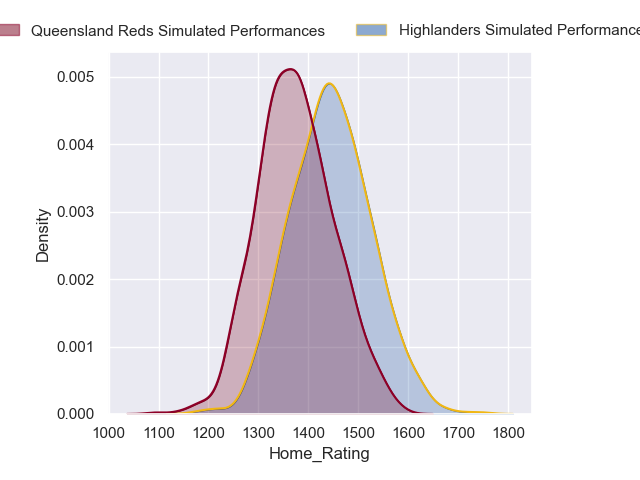 Queensland Reds Simulated Performances Highlanders Simulated Performance
0.005
0.004
0.003
0.002
0.001
0.000
Density
1000 1100 1200 1300 1400 1500 1600 1700 1800
Home_Rating